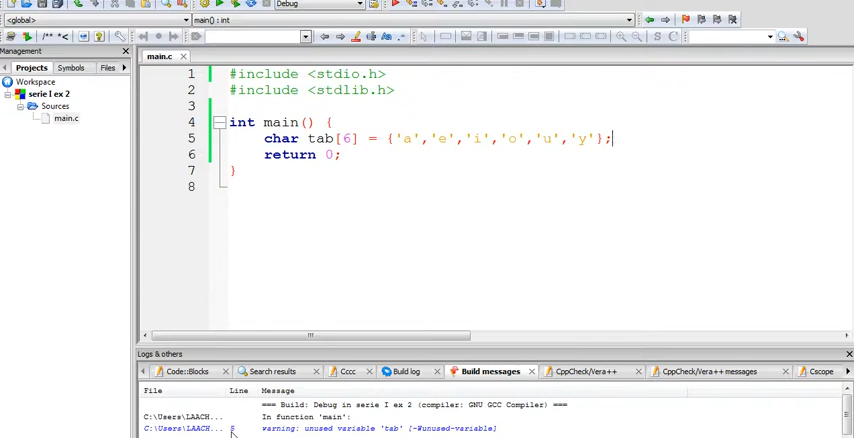 Debug
<global>
main() : int
/** *<
Management
main.c
Projects
Symbols
Files
Workspace
serie I ex 2
Sources
main.c
1 #include <stdio.h>
2 #include <stdlib.h>
3
4 int main() {
5 char tab[6] = {'a','e','i','o','u','y'};
6 return 0;
7 }
8
Logs & others
Code::Blocks
Search results
Cccc
Build log
Build messages
CppCheck/Vera++
CppCheck/Vera++ messages
Cscope
File Line Message
=== Build: Debug in serie I ex 2 (compiler: GNU GCC Compiler) ===
C:\Users\LAACH... In function 'main':
C:\Users\LAACH... 5 warning: unused variable 'tab' [-Wunused-variable]